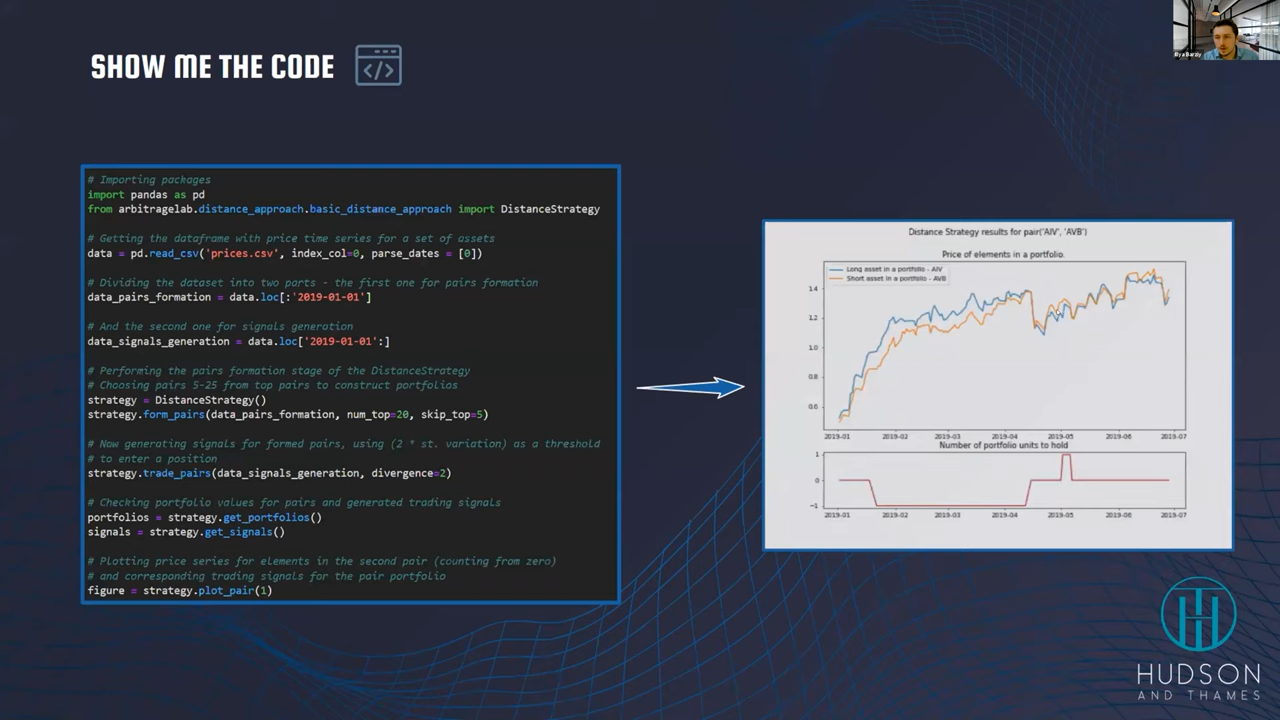 SHOW ME THE CODE
</>
# Importing packages
import pandas as pd
from arbitragelab.distance_approach.basic_distance_approach import DistanceStrategy
# Getting the dataframe with price time series for a set of assets
data = pd.read_csv('prices.csv', index_col=0, parse_dates = [0])
# Dividing the dataset into two parts - the first one for pairs formation
data_pairs_formation = data.loc[:'2019-01-01']
# And the second one for signals generation
data_signals_generation = data.loc['2019-01-01':]
# Performing the pairs formation stage of the DistanceStrategy
# Choosing pairs 5-25 from top pairs to construct portfolios
strategy = DistanceStrategy()
strategy.form_pairs(data_pairs_formation, num_top=20, skip_top=5)
# Now generating signals for formed pairs, using (2 * st. variation) as a threshold
# to enter a position
strategy.trade_pairs(data_signals_generation, divergence=2)
# Checking portfolio values for pairs and generated trading signals
portfolios = strategy.get_portfolios()
signals = strategy.get_signals()
# Plotting price series for elements in the second pair (counting from zero)
# and corresponding trading signals for the pair portfolio
figure = strategy.plot_pair(1)
Distance Strategy results for pair('AIV', 'AVB')
Price of elements in a portfolio.
Long asset in a portfolio - AIV
Short asset in a portfolio - AVB
1.4
1.2
1.0
0.8
0.6
2019-01 2019-02 2019-03 2019-04 2019-05 2019-06 2019-07
Number of portfolio units to hold
1
0
−1
2019-01 2019-02 2019-03 2019-04 2019-05 2019-06 2019-07
HUDSON
AND THAMES